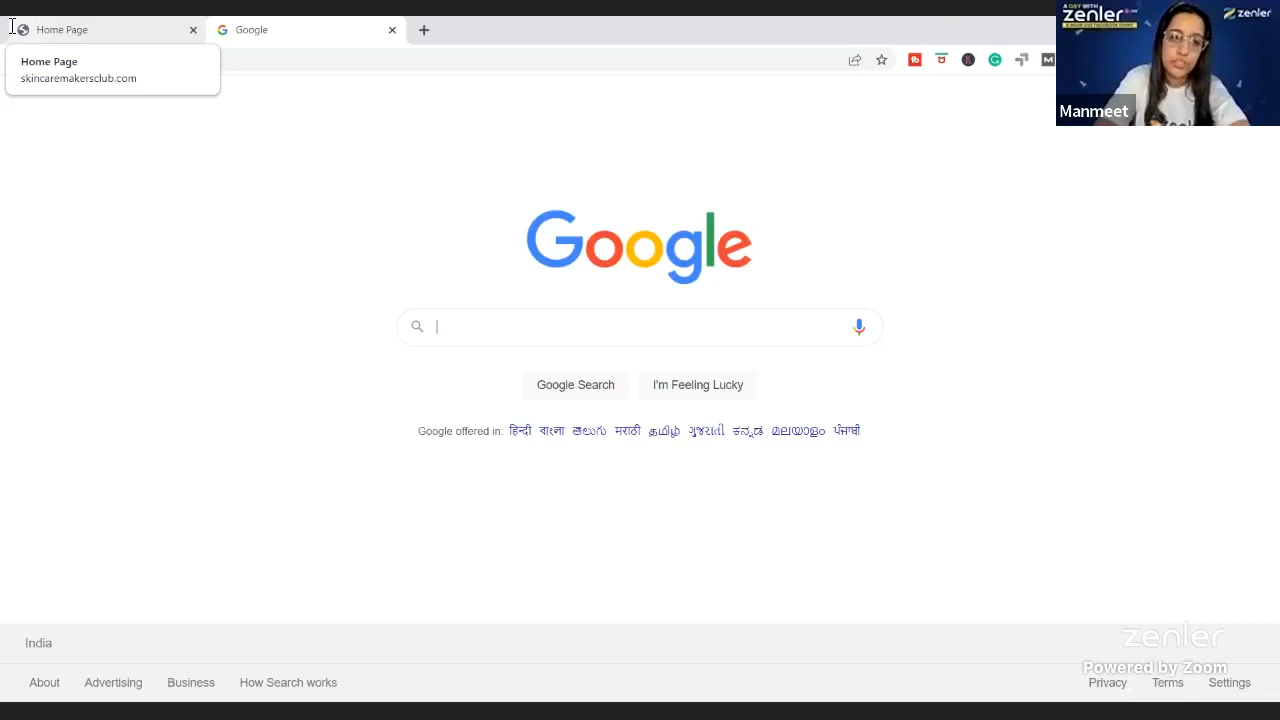 Home Page
Google
A DAY WITH
zenler
zenler
Home Page
skincaremakersclub.com
Manmeet
Google
Google Search
I'm Feeling Lucky
Google offered in: हिन्दी বাংলা తెలుగు मराठी தமிழ் ગુજરાતી ಕನ್ನಡ മലയാളം ਪੰਜਾਬੀ
India
zenler
Powered by Zoom
About
Advertising
Business
How Search works
Privacy
Terms
Settings